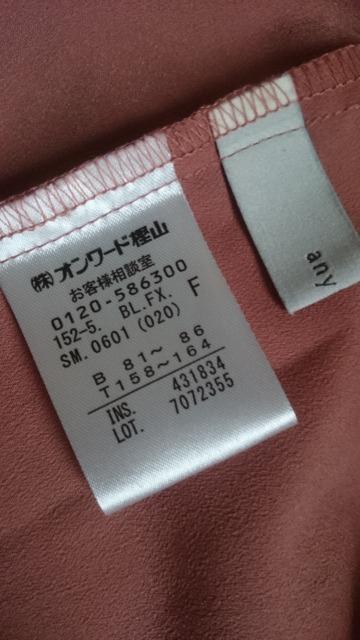 (株)オンワード樫山
お客様相談室
0120-586300
152-5. BL.FX. F
SM.0601 (020)
B 81～ 86
T158～164
INS. 431834
LOT. 7072355
any